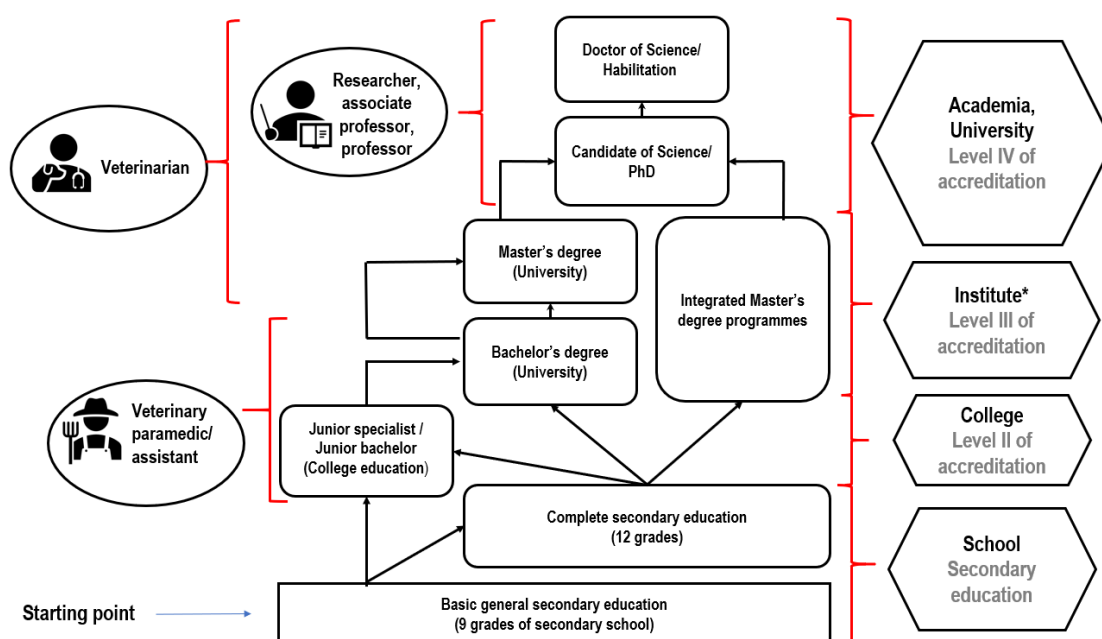 Doctor of Science/
Habilitation
Researcher,
associate
professor,
professor
Academia,
University
Level IV of
accreditation
Veterinarian
Candidate of Science/
PhD
Master's degree
(University)
Integrated Master's
degree programmes
Institute*
Level III of
accreditation
Bachelor's degree
(University)
Veterinary
paramedic/
assistant
Junior specialist /
Junior bachelor
(College education)
College
Level II of
accreditation
Complete secondary education
(12 grades)
School
Secondary
education
Starting point
Basic general secondary education
(9 grades of secondary school)